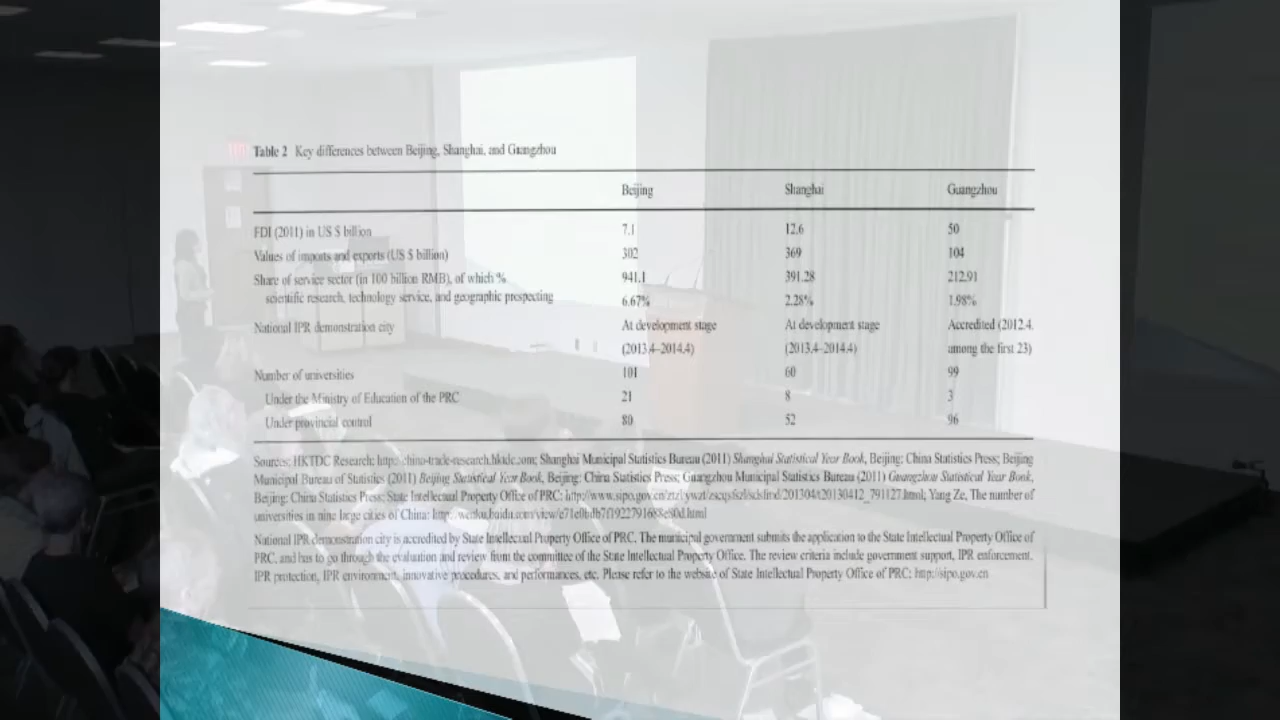 Table 2 Key differences between Beijing, Shanghai, and Guangzhou
Beijing Shanghai Guangzhou
FDI (2011) in US $ billion 7.1 12.6 50
Values of imports and exports (US $ billion) 302 369 104
Share of service sector (in 100 billion RMB), of which % 941.1 391.28 212.91
scientific research, technology service, and geographic prospecting 6.67% 2.28% 1.98%
National IPR demonstration city At development stage At development stage Accredited (2012.4,
(2013.4–2014.4) (2013.4–2014.4) among the first 23)
Number of universities 101 60 99
Under the Ministry of Education of the PRC 21 8 3
Under provincial control 80 52 96
Sources: HKTDC Research: Shanghai Municipal Statistics Bureau (2011) Shanghai Statistical Year Book, Beijing: China Statistics Press; Beijing
Municipal Bureau of Statistics (2011) Beijing Statistical Year Book, Beijing: China Statistics Press; Guangzhou Municipal Statistics Bureau (2011) Guangzhou Statistical Year Book,
Beijing: China Statistics Press; State Intellectual Property Office of PRC: Yang Ze, The number of
universities in nine large cities of China:
National IPR demonstration city is accredited by State Intellectual Property Office of PRC. The municipal government submits the application to the State Intellectual Property Office of
PRC, and has to go through the evaluation and review from the committee of the State Intellectual Property Office. The review criteria include government support, IPR enforcement,
IPR protection, IPR environment, innovative procedures, and performances, etc. Please refer to the website of State Intellectual Property Office of PRC: http://sipo.gov.cn